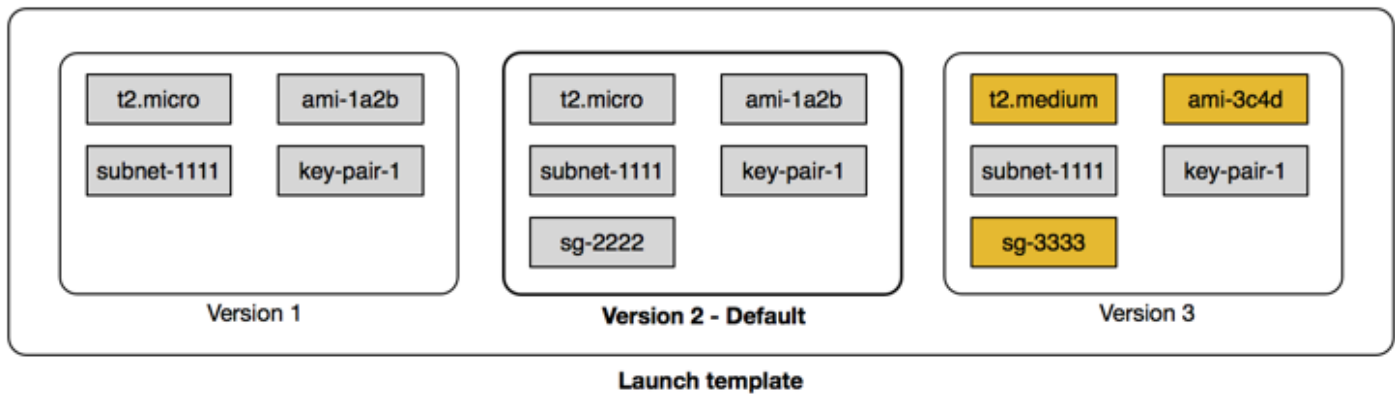 t2.micro ami-1a2b
subnet-1111 key-pair-1
Version 1
t2.micro ami-1a2b
subnet-1111 key-pair-1
sg-2222
Version 2 - Default
t2.medium ami-3c4d
subnet-1111 key-pair-1
sg-3333
Version 3
Launch template